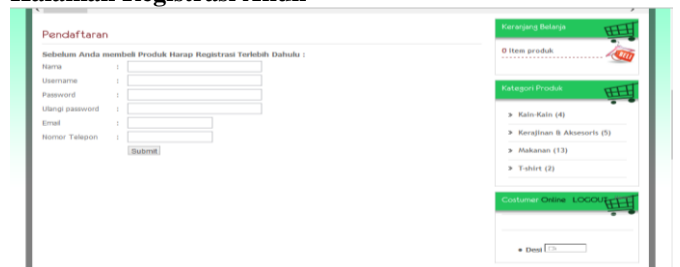 Pendaftaran
Sebelum Anda membeli Produk Harap Registrasi Terlebih Dahulu :
Nama :
Username :
Password :
Ulangi password :
Email :
Nomor Telepon :
Submit
Keranjang Belanja
0 item produk
BUY
Kategori Produk
> Kain-Kain (4)
> Kerajinan & Aksesoris (5)
> Makanan (13)
> T-shirt (2)
Costumer Online LOGOUT
• Desi